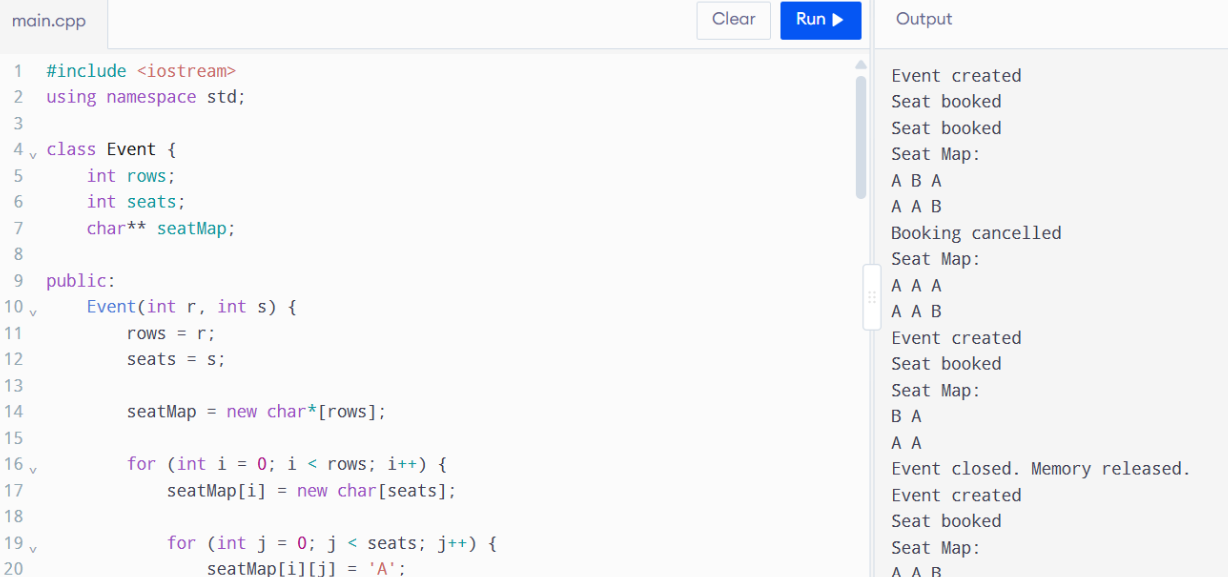 main.cpp
Clear
Run
Output
1 #include <iostream>
2 using namespace std;
3
4 class Event {
5 int rows;
6 int seats;
7 char** seatMap;
8
9 public:
10 Event(int r, int s) {
11 rows = r;
12 seats = s;
13
14 seatMap = new char*[rows];
15
16 for (int i = 0; i < rows; i++) {
17 seatMap[i] = new char[seats];
18
19 for (int j = 0; j < seats; j++) {
20 seatMap[i][j] = 'A';
Event created
Seat booked
Seat booked
Seat Map:
A B A
A A B
Booking cancelled
Seat Map:
A A A
A A B
Event created
Seat booked
Seat Map:
B A
A A
Event closed. Memory released.
Event created
Seat booked
Seat Map:
A A B